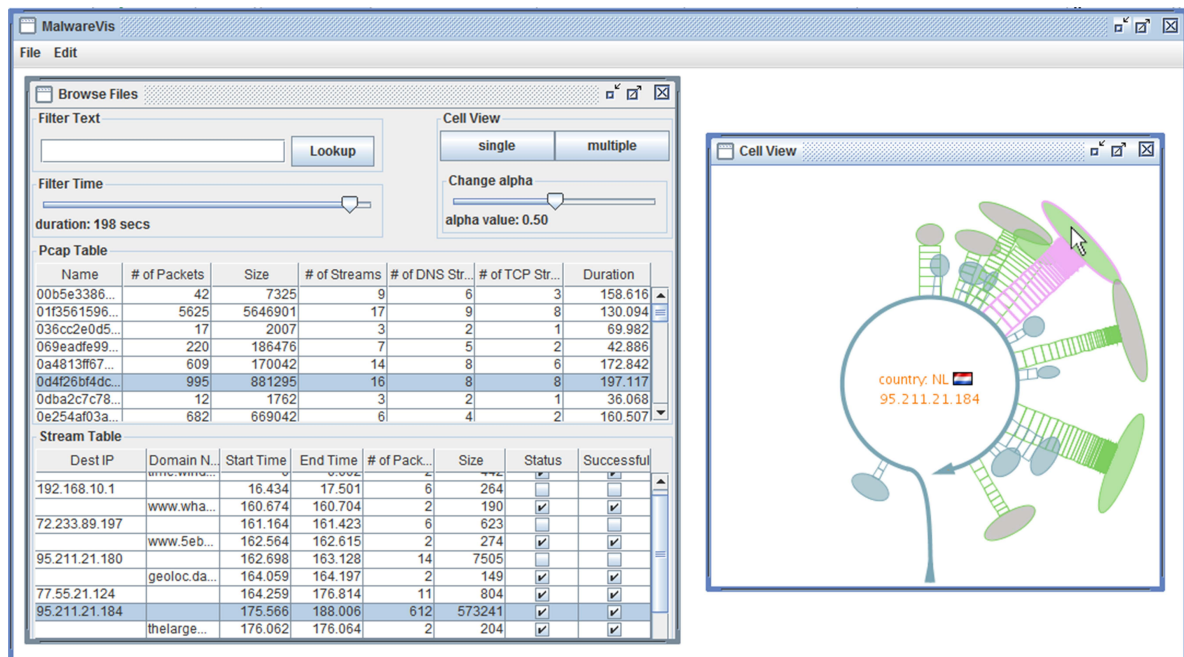 MalwareVis
File Edit
Browse Files
Filter Text
Lookup
Filter Time
duration: 198 secs
Cell View
single multiple
Change alpha
alpha value: 0.50
Pcap Table
Name # of Packets Size # of Streams # of DNS Str... # of TCP Str... Duration
00b5e3386... 42 7325 9 6 3 158.616
01f3561596... 5625 5646901 17 9 8 130.094
036cc2e0d5... 17 2007 3 2 1 69.982
069eadfe99... 220 186476 7 5 2 42.886
0a4813ff67... 609 170042 14 8 6 172.842
0d4f26bf4dc... 995 881295 16 8 8 197.117
0dba2c7c78... 12 1762 3 2 1 36.068
0e254af03a... 682 669042 6 4 2 160.507
Stream Table
Dest IP Domain N... Start Time End Time # of Pack... Size Status Successful
192.168.10.1 16.434 17.501 6 264
www.wha... 160.674 160.704 2 190
72.233.89.197 161.164 161.423 6 623
www.5eb... 162.564 162.615 2 274
95.211.21.180 162.698 163.128 14 7505
geoloc.da... 164.059 164.197 2 149
77.55.21.124 164.259 176.814 11 804
95.211.21.184 175.566 188.006 612 573241
thelarge... 176.062 176.064 2 204
Cell View
country: NL
95.211.21.184